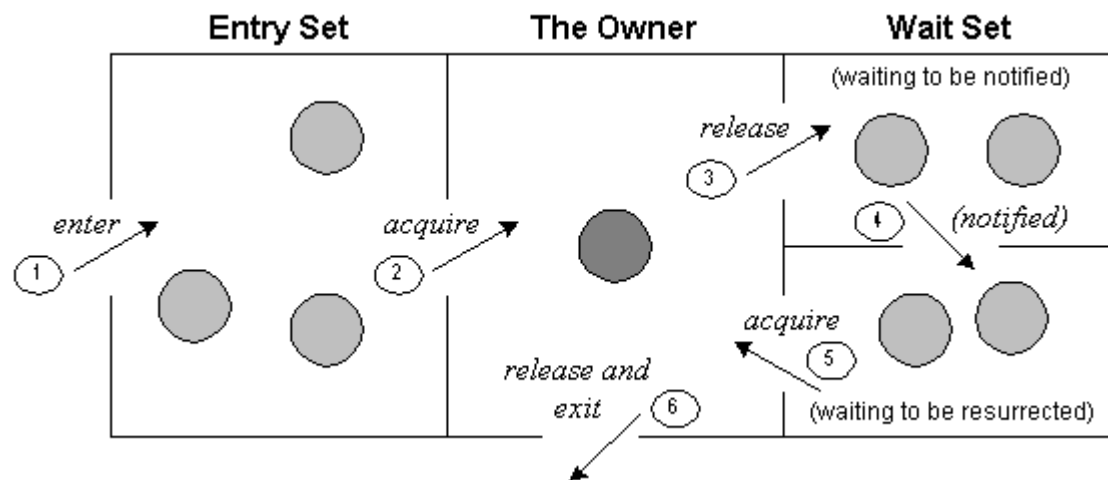 Entry Set
The Owner
Wait Set
(waiting to be notified)
release
3
4
(notified)
enter
1
acquire
2
acquire
5
release and
exit
6
(waiting to be resurrected)